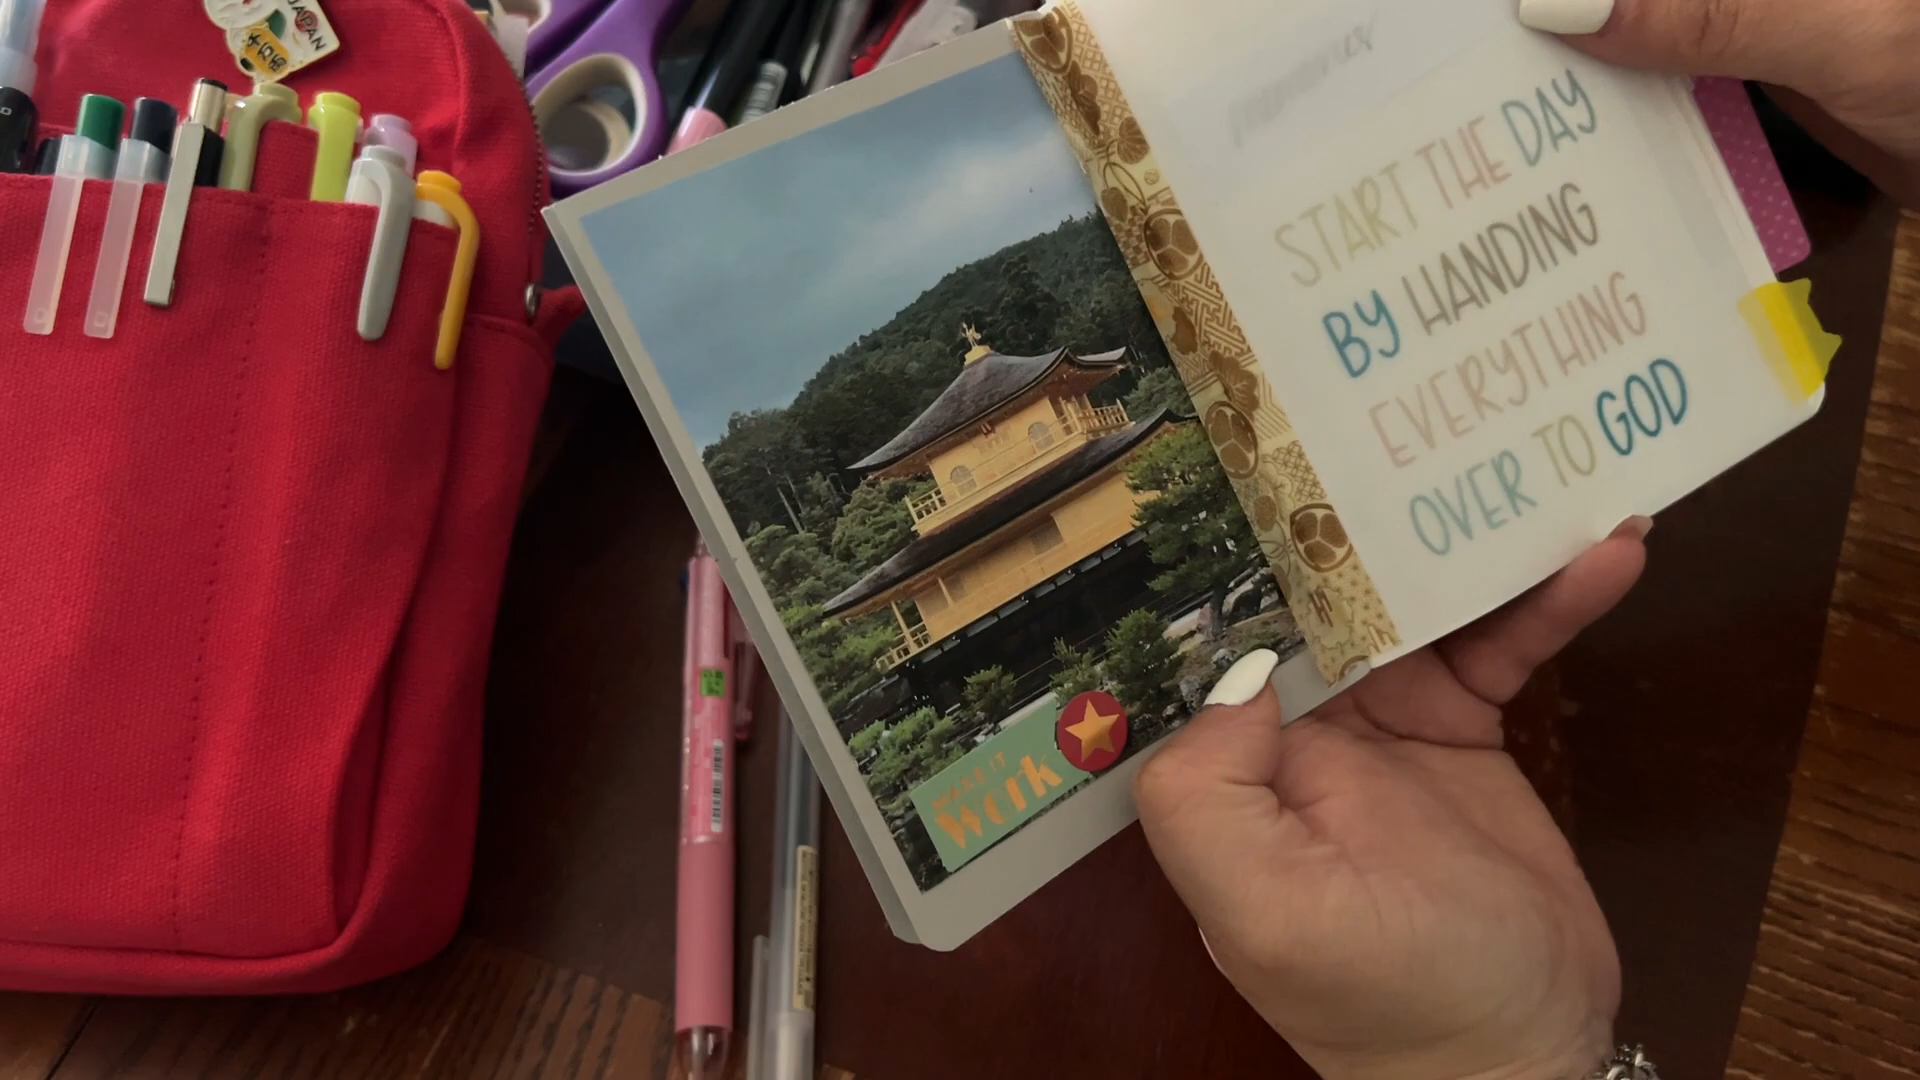 JAPAN
START THE DAY
BY HANDING
EVERYTHING
OVER TO GOD
MAKE IT
Work